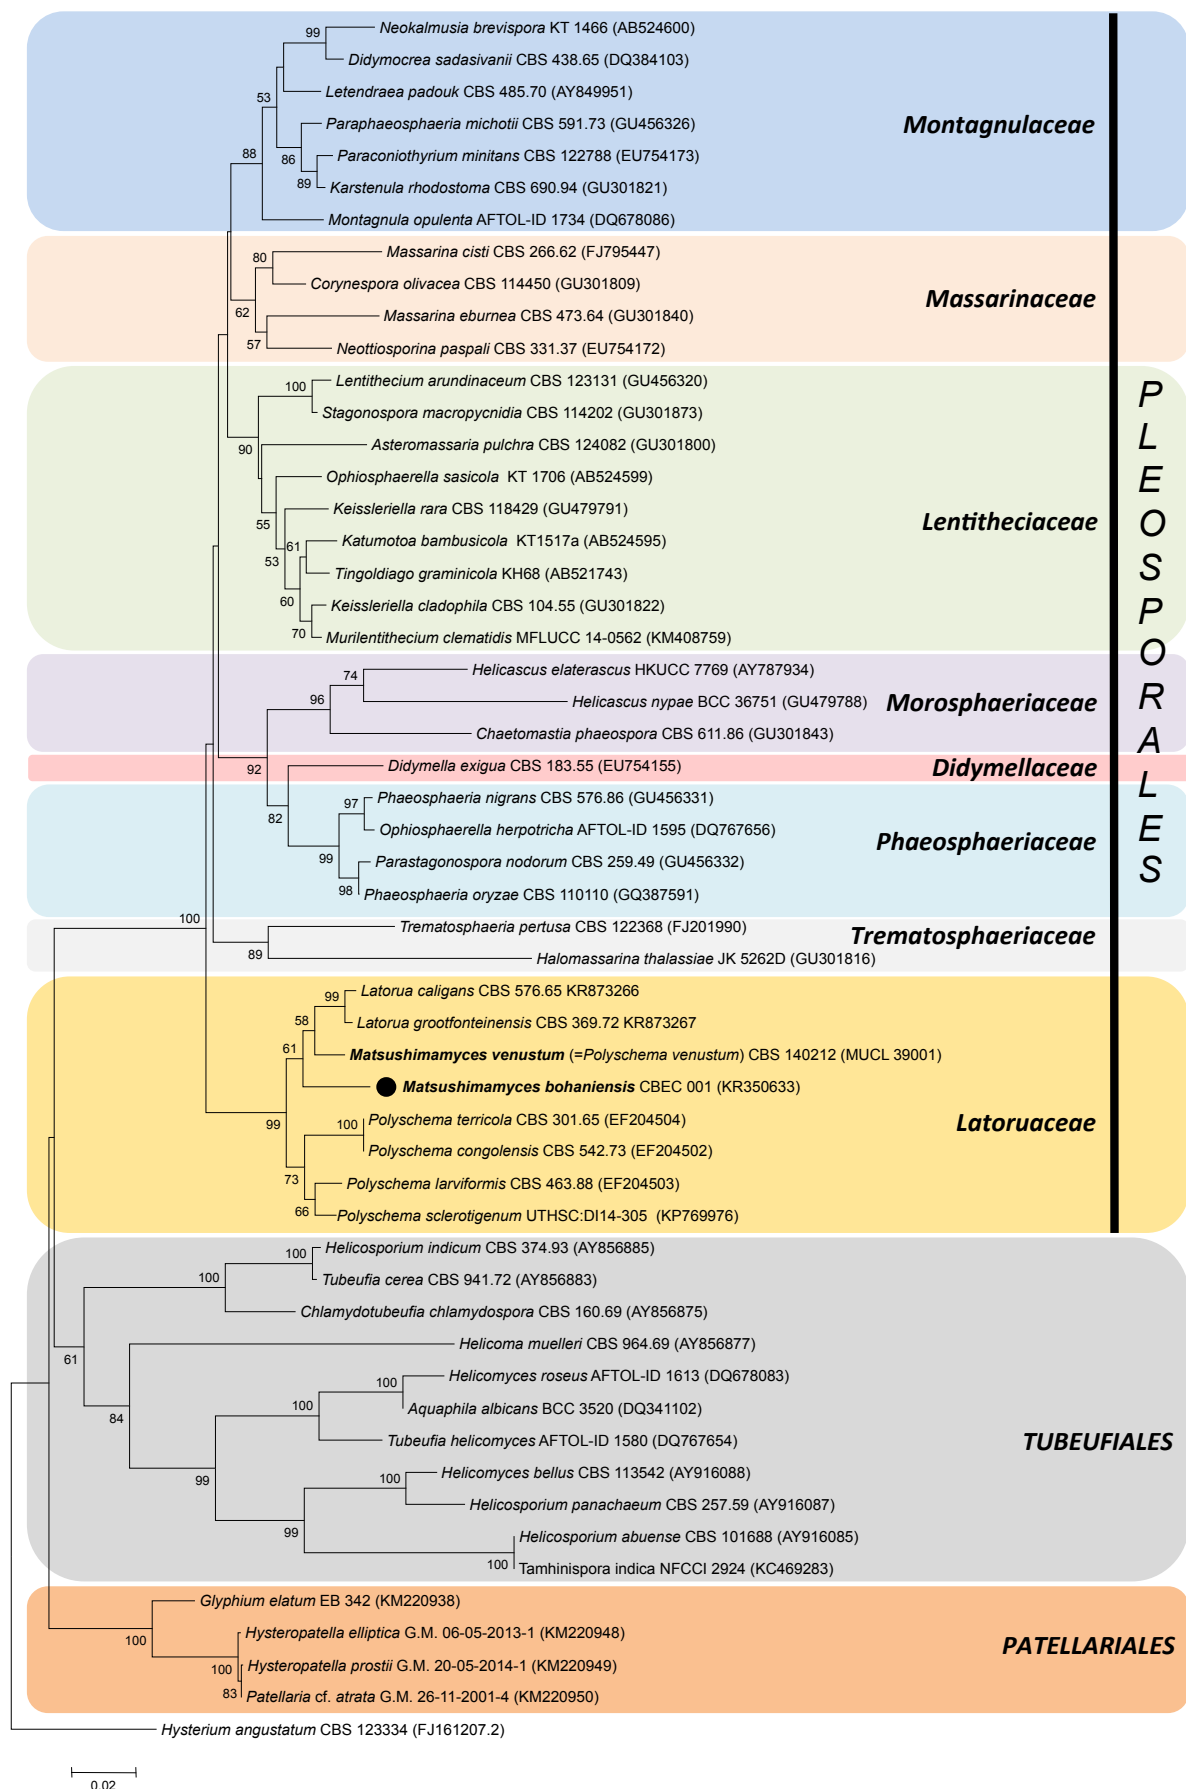 Neokalmusia brevispora KT 1466 (AB524600)
99
Didymocrea sadasivanii CBS 438.65 (DQ384103)
Letendraea padouk CBS 485.70 (AY849951)
53
Paraphaeosphaeria michotii CBS 591.73 (GU456326)
Montagnulaceae
88
86
Paraconiothyrium minitans CBS 122788 (EU754173)
89
Karstenula rhodostoma CBS 690.94 (GU301821)
Montagnula opulenta AFTOL-ID 1734 (DQ678086)
Massarina cisti CBS 266.62 (FJ795447)
80
Corynespora olivacea CBS 114450 (GU301809)
Massarinaceae
62
Massarina eburnea CBS 473.64 (GU301840)
57
Neottiosporina paspali CBS 331.37 (EU754172)
Lentithecium arundinaceum CBS 123131 (GU456320)
100
Stagonospora macropycnidia CBS 114202 (GU301873)
90
Asteromassaria pulchra CBS 124082 (GU301800)
Ophiosphaerella sasicola KT 1706 (AB524599)
55
Keissleriella rara CBS 118429 (GU479791)
Lentitheciaceae
61
Katumotoa bambusicola KT1517a (AB524595)
53
Tingoldiago graminicola KH68 (AB521743)
60
Keissleriella cladophila CBS 104.55 (GU301822)
70
Murilentithecium clematidis MFLUCC 14-0562 (KM408759)
PLEOSPORALES
Helicascus elaterascus HKUCC 7769 (AY787934)
74
96
Helicascus nypae BCC 36751 (GU479788)
Morosphaeriaceae
Chaetomastia phaeospora CBS 611.86 (GU301843)
92
Didymella exigua CBS 183.55 (EU754155)
Didymellaceae
Phaeosphaeria nigrans CBS 576.86 (GU456331)
97
82
Ophiosphaerella herpotricha AFTOL-ID 1595 (DQ767656)
Phaeosphaeriaceae
99
Parastagonospora nodorum CBS 259.49 (GU456332)
98
Phaeosphaeria oryzae CBS 110110 (GQ387591)
100
Trematosphaeria pertusa CBS 122368 (FJ201990)
Trematosphaeriaceae
89
Halomassarina thalassiae JK 5262D (GU301816)
Latorua caligans CBS 576.65 KR873266
99
Latorua grootfonteinensis CBS 369.72 KR873267
58
61
Matsushimamyces venustum (=Polyschema venustum) CBS 140212 (MUCL 39001)
Matsushimamyces bohaniensis CBEC 001 (KR350633)
99
Polyschema terricola CBS 301.65 (EF204504)
Latoruaceae
100
Polyschema congolensis CBS 542.73 (EF204502)
73
Polyschema larviformis CBS 463.88 (EF204503)
66
Polyschema sclerotigenum UTHSC:DI14-305 (KP769976)
Helicosporium indicum CBS 374.93 (AY856885)
100
100
Tubeufia cerea CBS 941.72 (AY856883)
Chlamydotubeufia chlamydospora CBS 160.69 (AY856875)
61
Helicoma muelleri CBS 964.69 (AY856877)
Helicomyces roseus AFTOL-ID 1613 (DQ678083)
100
100
Aquaphila albicans BCC 3520 (DQ341102)
84
Tubeufia helicomyces AFTOL-ID 1580 (DQ767654)
TUBEUFIALES
99
Helicomyces bellus CBS 113542 (AY916088)
100
Helicosporium panachaeum CBS 257.59 (AY916087)
99
Helicosporium abuense CBS 101688 (AY916085)
100
Tamhinispora indica NFCCI 2924 (KC469283)
Glyphium elatum EB 342 (KM220938)
100
Hysteropatella elliptica G.M. 06-05-2013-1 (KM220948)
PATELLARIALES
100
Hysteropatella prostii G.M. 20-05-2014-1 (KM220949)
83
Patellaria cf. atrata G.M. 26-11-2001-4 (KM220950)
Hysterium angustatum CBS 123334 (FJ161207.2)
0.02